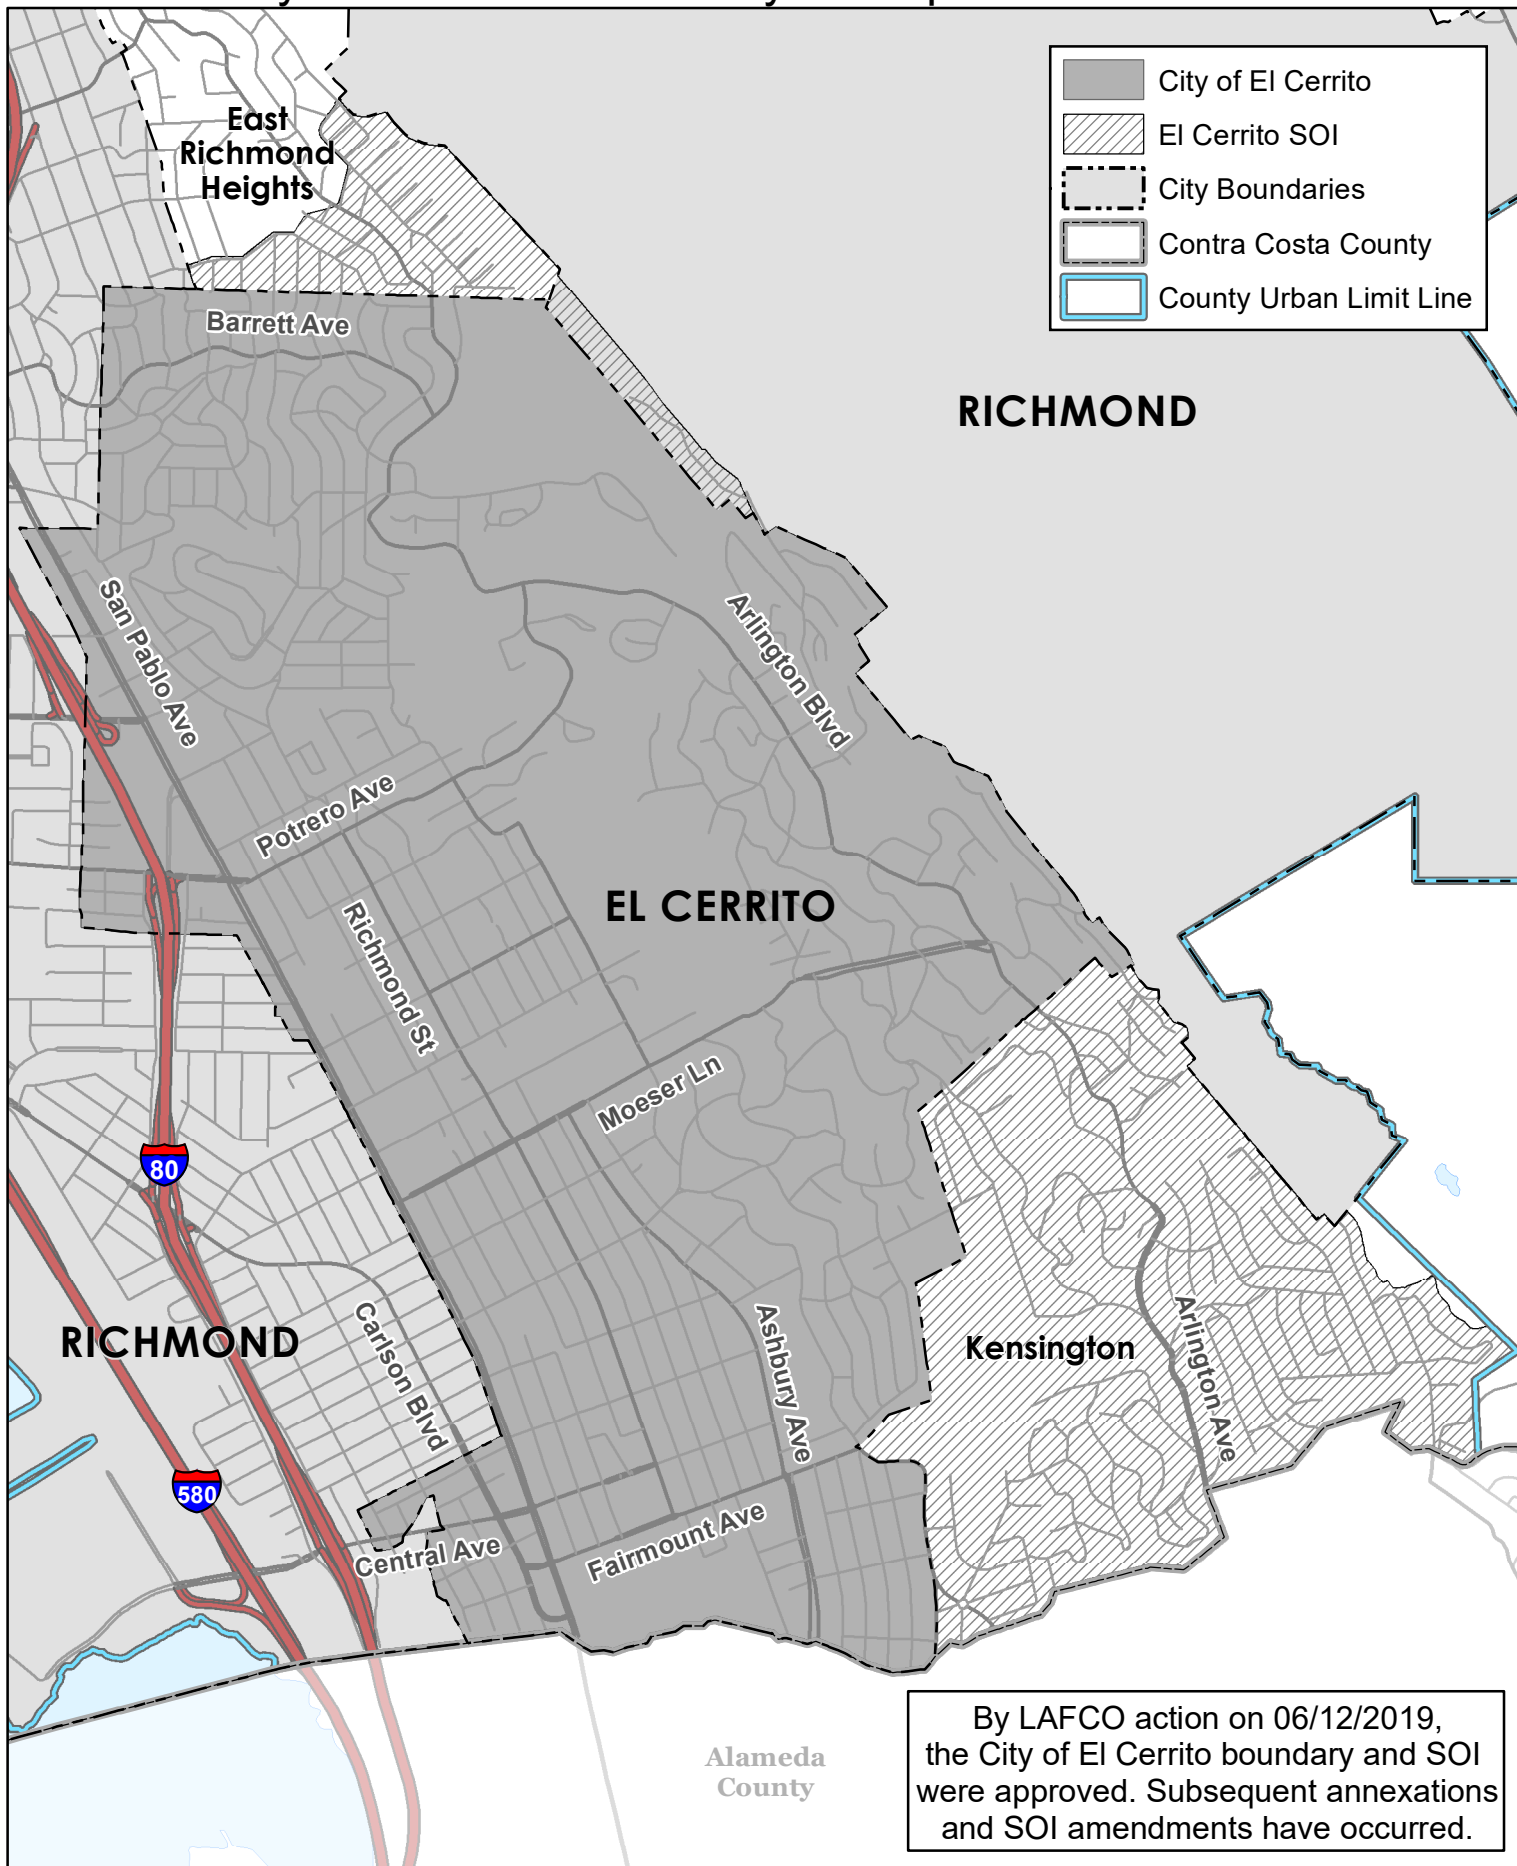 City of El Cerrito
El Cerrito SOI
City Boundaries
Contra Costa County
County Urban Limit Line
East
Richmond
Heights
Barrett Ave
RICHMOND
San Pablo Ave
Arlington Blvd
Potrero Ave
EL CERRITO
Richmond St
Moeser Ln
80
RICHMOND
Carlson Blvd
Ashbury Ave
Kensington
Arlington Ave
580
Central Ave
Fairmount Ave
Alameda
County
By LAFCO action on 06/12/2019,
the City of El Cerrito boundary and SOI
were approved. Subsequent annexations
and SOI amendments have occurred.